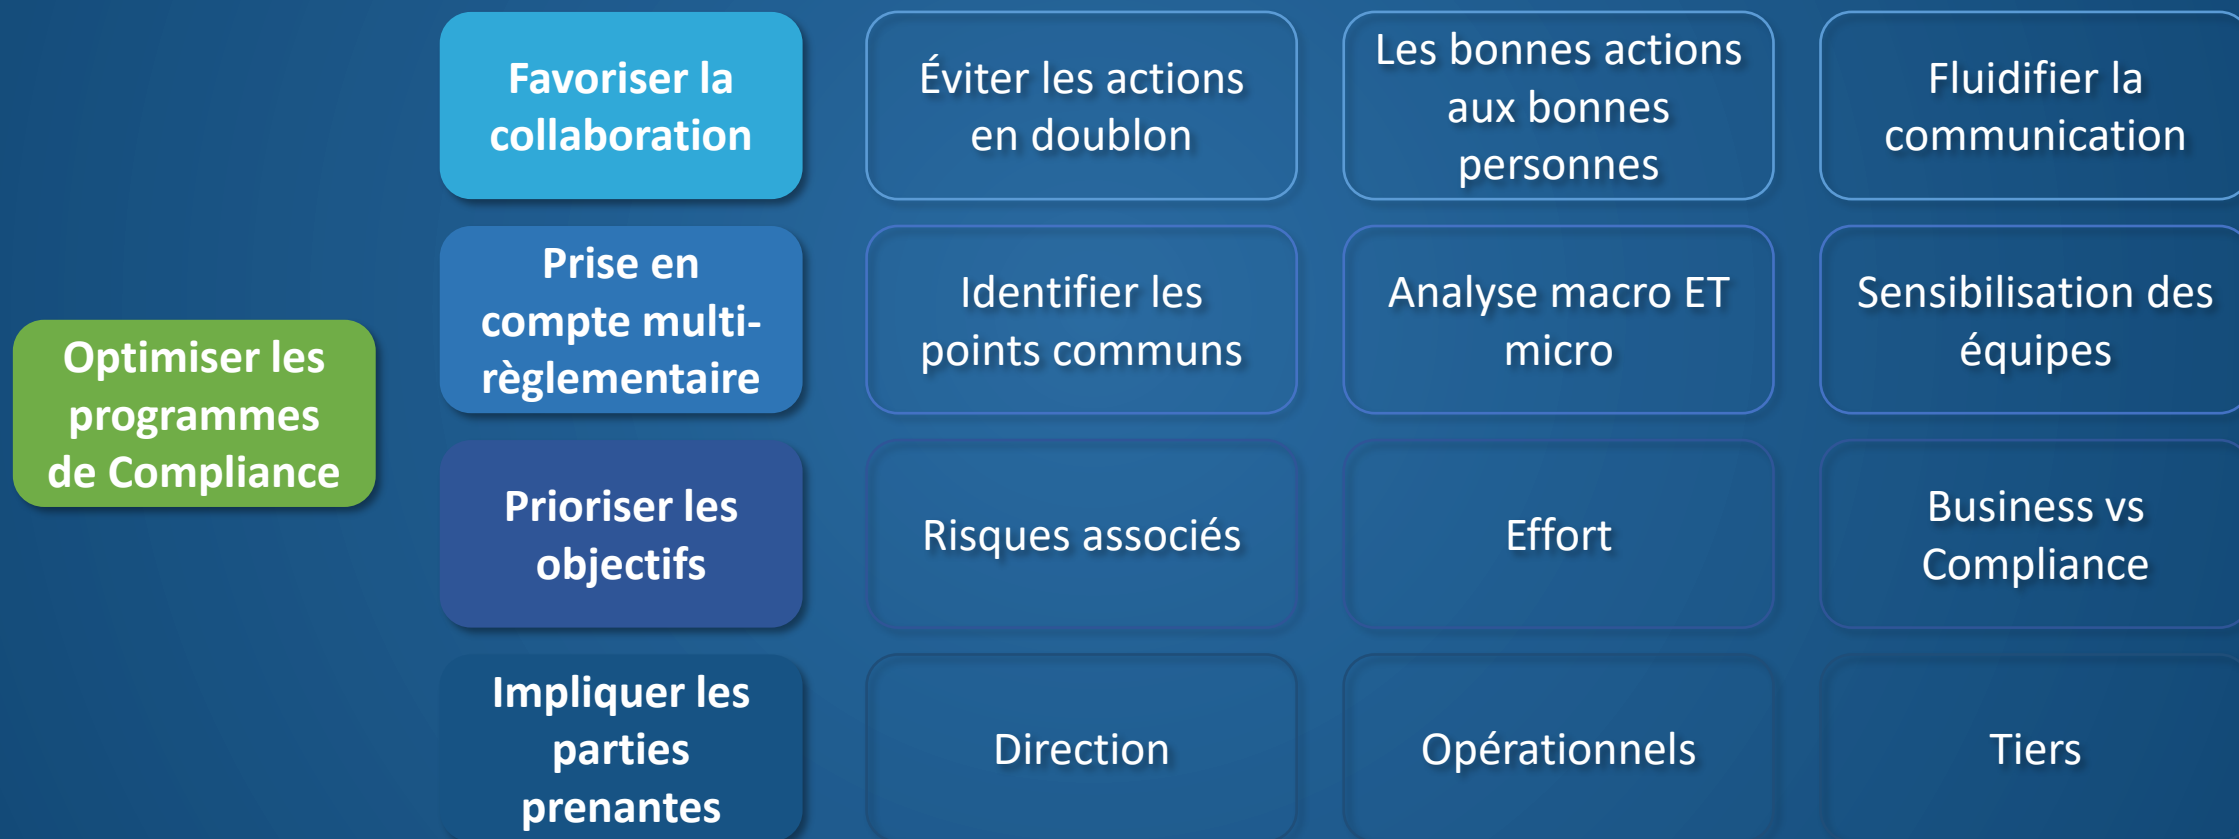 Optimiser les
programmes
de Compliance
Favoriser la
collaboration
Éviter les actions
en doublon
Les bonnes actions
aux bonnes
personnes
Fluidifier la
communication
Prise en
compte multi-
règlementaire
Identifier les
points communs
Analyse macro ET
micro
Sensibilisation des
équipes
Prioriser les
objectifs
Risques associés
Effort
Business vs
Compliance
Impliquer les
parties
prenantes
Direction
Opérationnels
Tiers